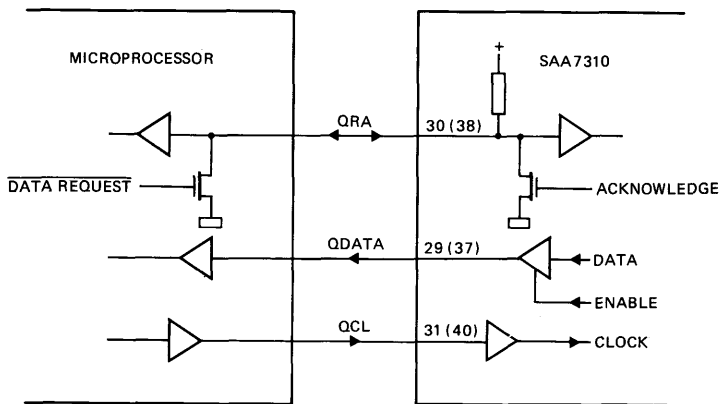 MICROPROCESSOR
+
SAA7310
QRA
30 (38)
DATA REQUEST
ACKNOWLEDGE
QDATA
29 (37)
DATA
ENABLE
QCL
31 (40)
CLOCK